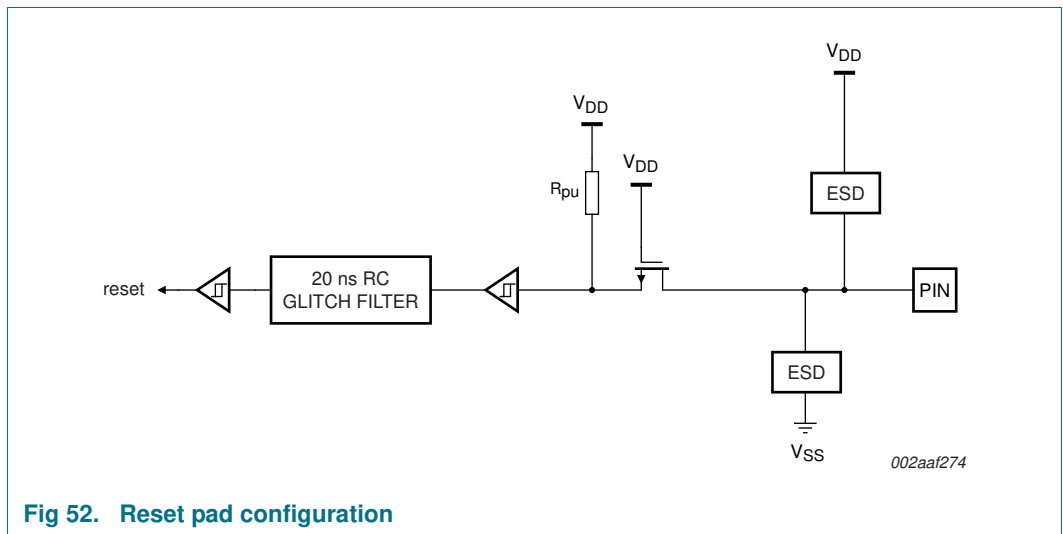 VDD
VDD
VDD
Rpu
ESD
reset
20 ns RC
GLITCH FILTER
PIN
ESD
VSS
002aaf274
Fig 52. Reset pad configuration